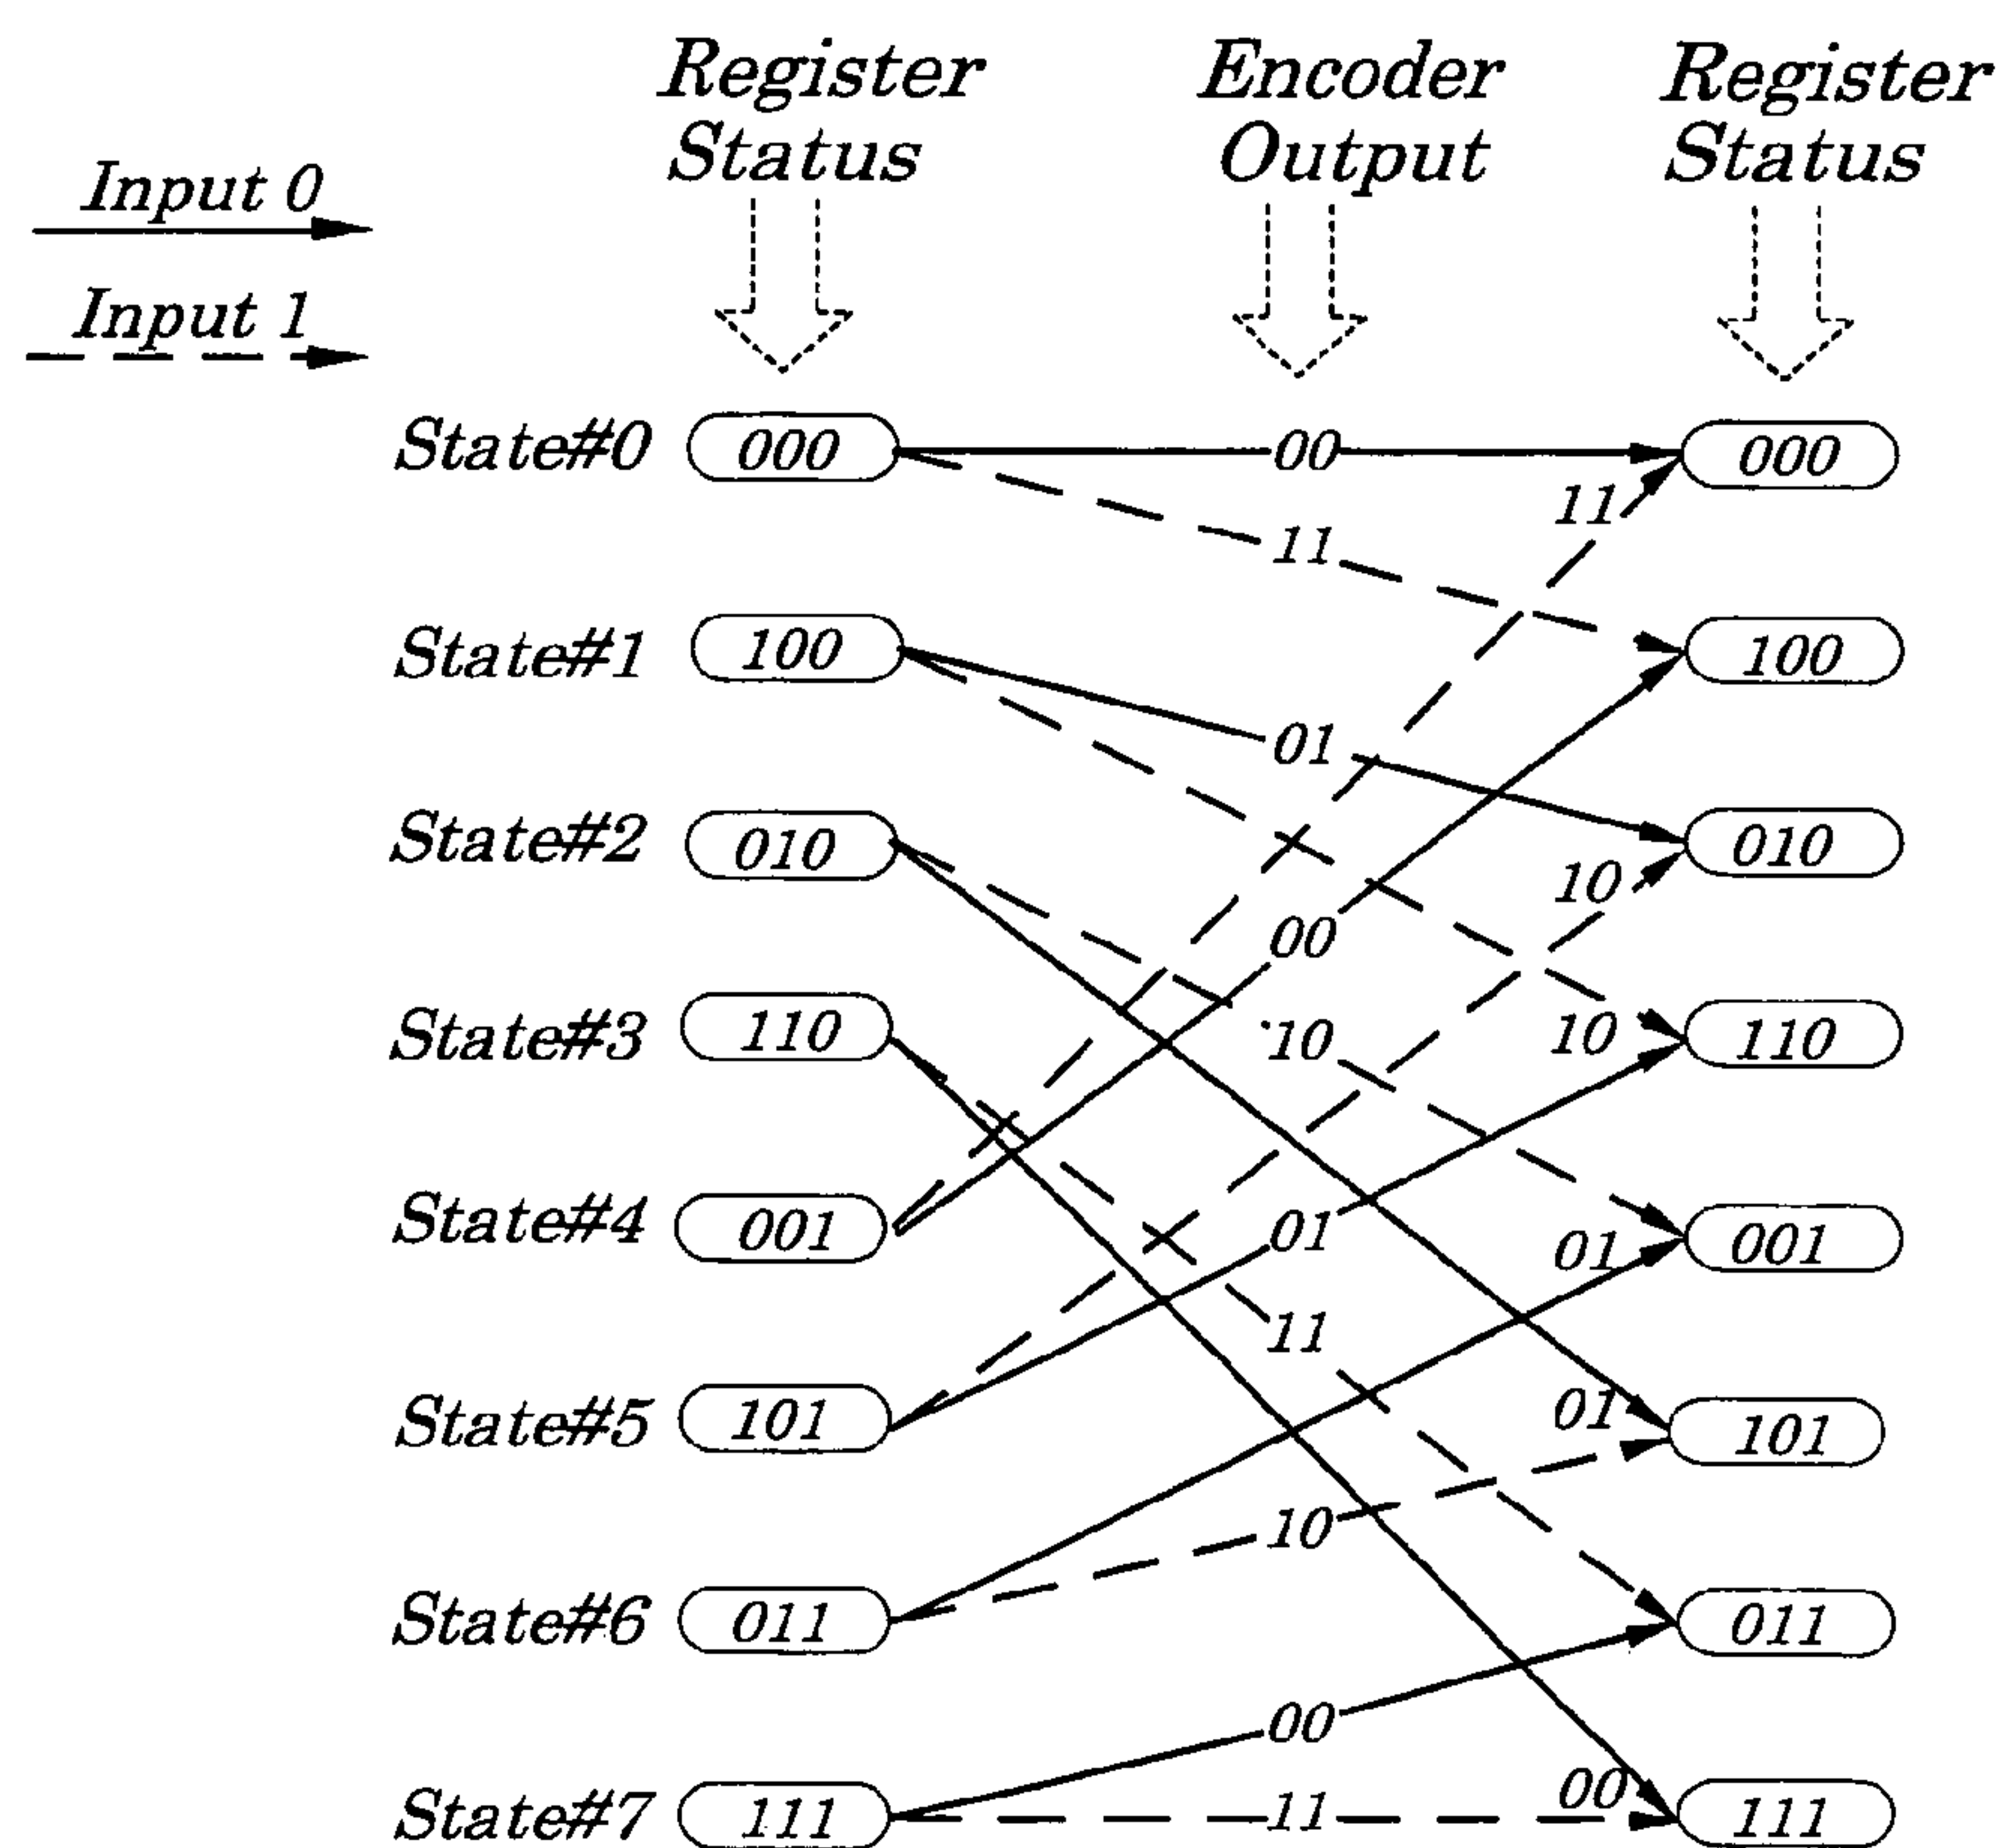 Register Status
Encoder Output
Register Status
Input 0
Input 1
State#0 000 00 000
11
11
State#1 100 100
01
State#2 010 010
10
00
State#3 110 10 10 110
State#4 001 01 01 001
11
State#5 101 01 101
10
State#6 011 011
00
00
State#7 111 11 111